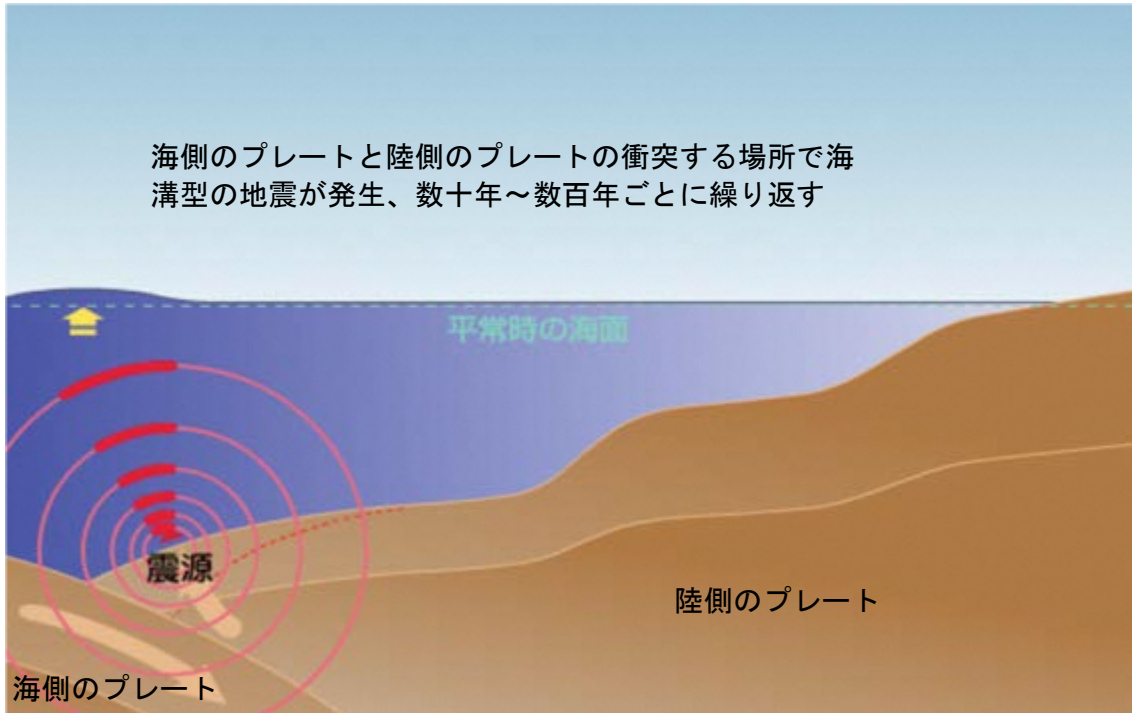 海側のプレートと陸側のプレートの衝突する場所で海
溝型の地震が発生、数十年～数百年ごとに繰り返す
平常時の海面
震源
陸側のプレート
海側のプレート